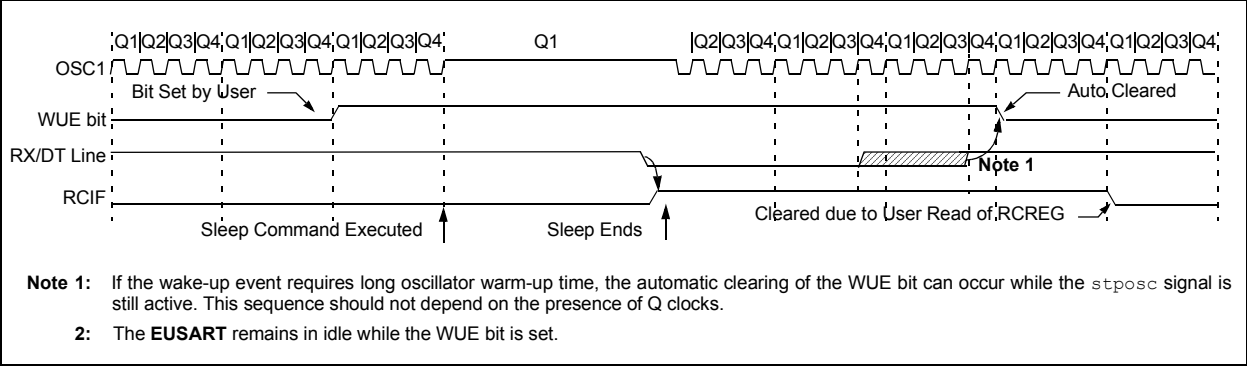 Q1 Q2 Q3 Q4 Q1 Q2 Q3 Q4 Q1 Q2 Q3 Q4 Q1 Q2 Q3 Q4 Q1 Q2 Q3 Q4 Q1 Q2 Q3 Q4 Q1 Q2 Q3 Q4 Q1 Q2 Q3 Q4
OSC1
Bit Set by User Auto Cleared
WUE bit
RX/DT Line
Note 1
RCIF
Cleared due to User Read of RCREG
Sleep Command Executed Sleep Ends
Note 1: If the wake-up event requires long oscillator warm-up time, the automatic clearing of the WUE bit can occur while the stposc signal is
still active. This sequence should not depend on the presence of Q clocks.
2: The EUSART remains in idle while the WUE bit is set.